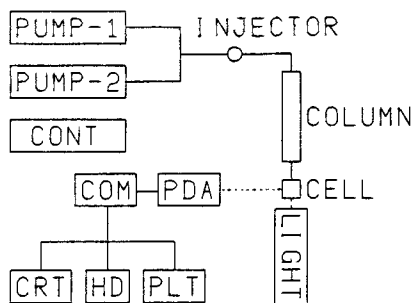 PUMP-1
INJECTOR
PUMP-2
COLUMN
CONT
COM
PDA
CELL
LIGHT
CRT
HD
PLT